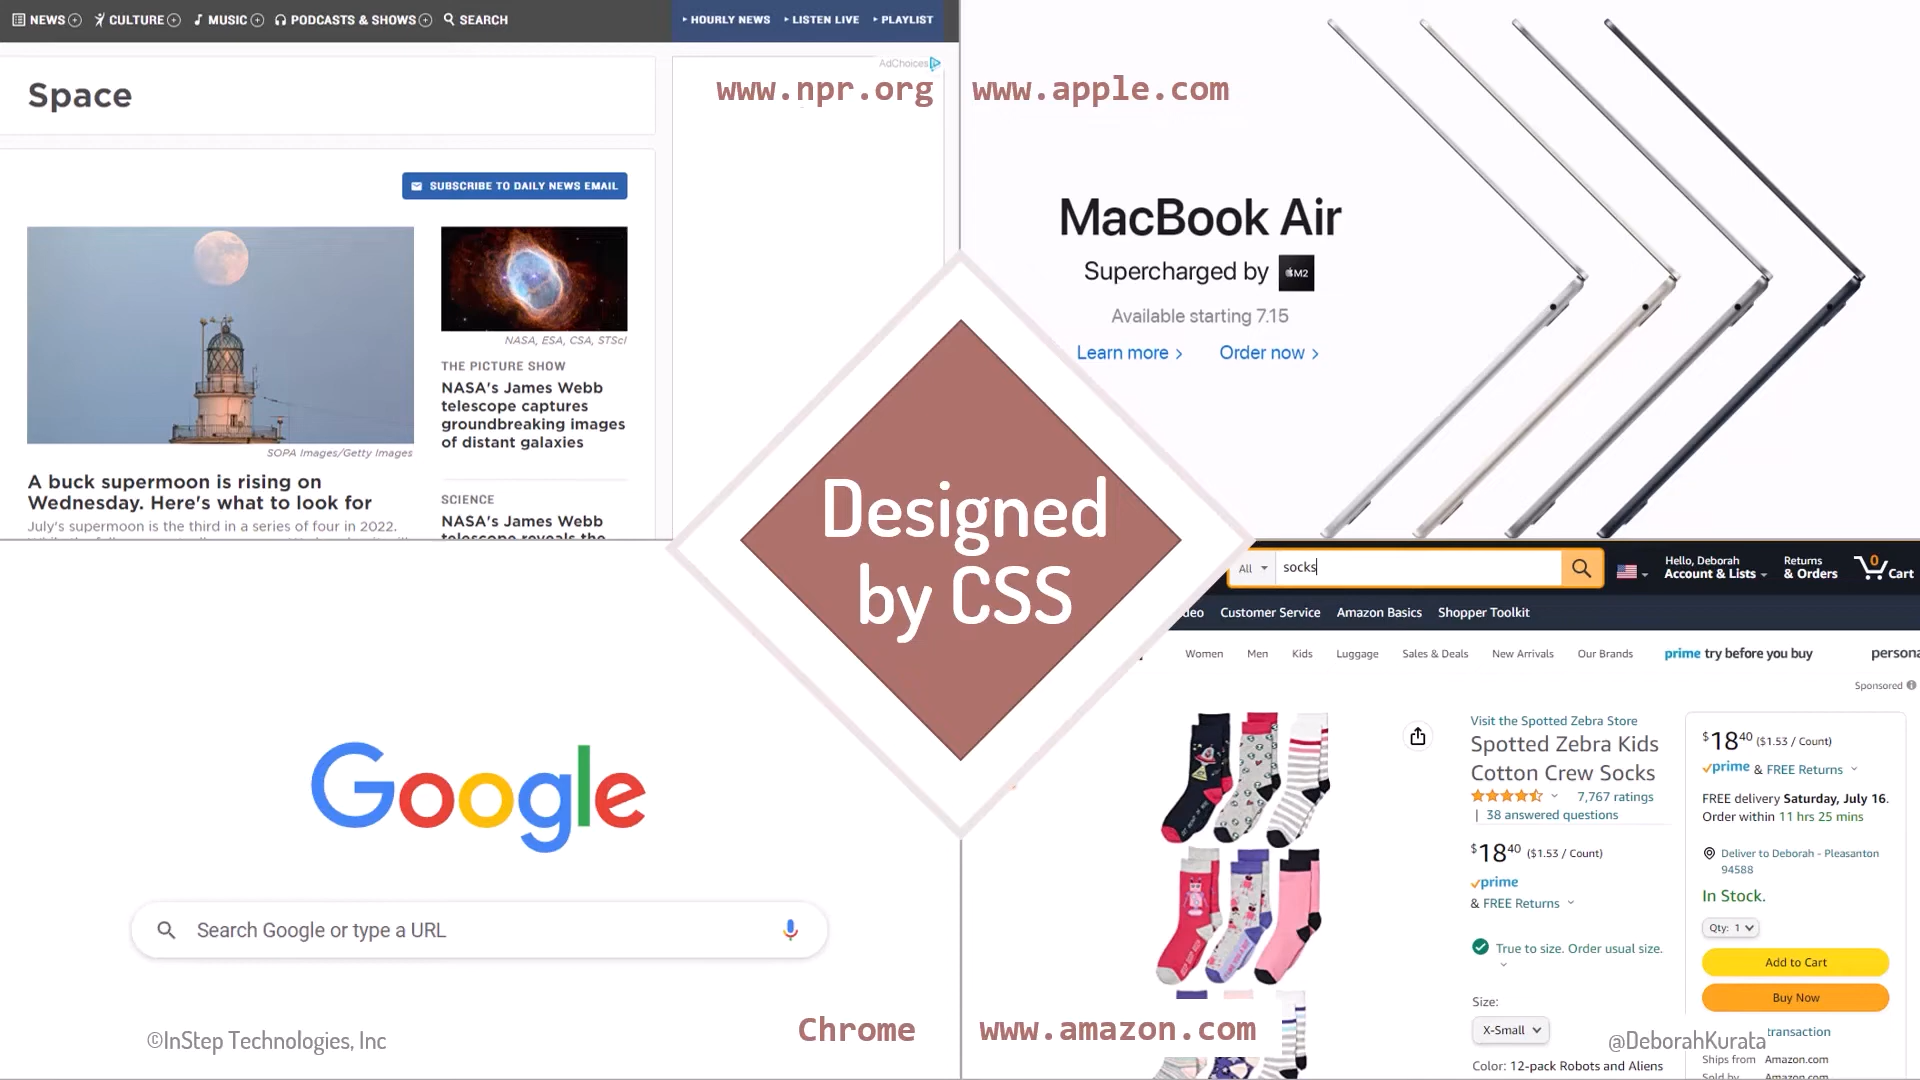 NEWS CULTURE MUSIC PODCASTS & SHOWS SEARCH
HOURLY NEWS LISTEN LIVE PLAYLIST
AdChoices
www.npr.org
Space
SUBSCRIBE TO DAILY NEWS EMAIL
NASA, ESA, CSA, STScI
THE PICTURE SHOW
NASA's James Webb
telescope captures
groundbreaking images
of distant galaxies
SOPA Images/Getty Images
A buck supermoon is rising on
Wednesday. Here's what to look for
July's supermoon is the third in a series of four in 2022.
SCIENCE
NASA's James Webb
telescope reveals the
www.apple.com
MacBook Air
Supercharged by M2
Available starting 7.15
Learn more > Order now >
Designed
by CSS
Google
Search Google or type a URL
©InStep Technologies, Inc
Chrome
All socks
Hello, Deborah
Account & Lists
Returns
& Orders
0
Cart
deo Customer Service Amazon Basics Shopper Toolkit
Women Men Kids Luggage Sales & Deals New Arrivals Our Brands prime try before you buy persona
Sponsored
Visit the Spotted Zebra Store
Spotted Zebra Kids
Cotton Crew Socks
7,767 ratings
| 38 answered questions
$1840 ($1.53 / Count)
prime
& FREE Returns
True to size. Order usual size.
Size:
X-Small
Color: 12-pack Robots and Aliens
$1840 ($1.53 / Count)
prime & FREE Returns
FREE delivery Saturday, July 16.
Order within 11 hrs 25 mins
Deliver to Deborah - Pleasanton
94588
In Stock.
Qty: 1
Add to Cart
Buy Now
transaction
Ships from Amazon.com
Sold by Amazon.com
www.amazon.com
@DeborahKurata